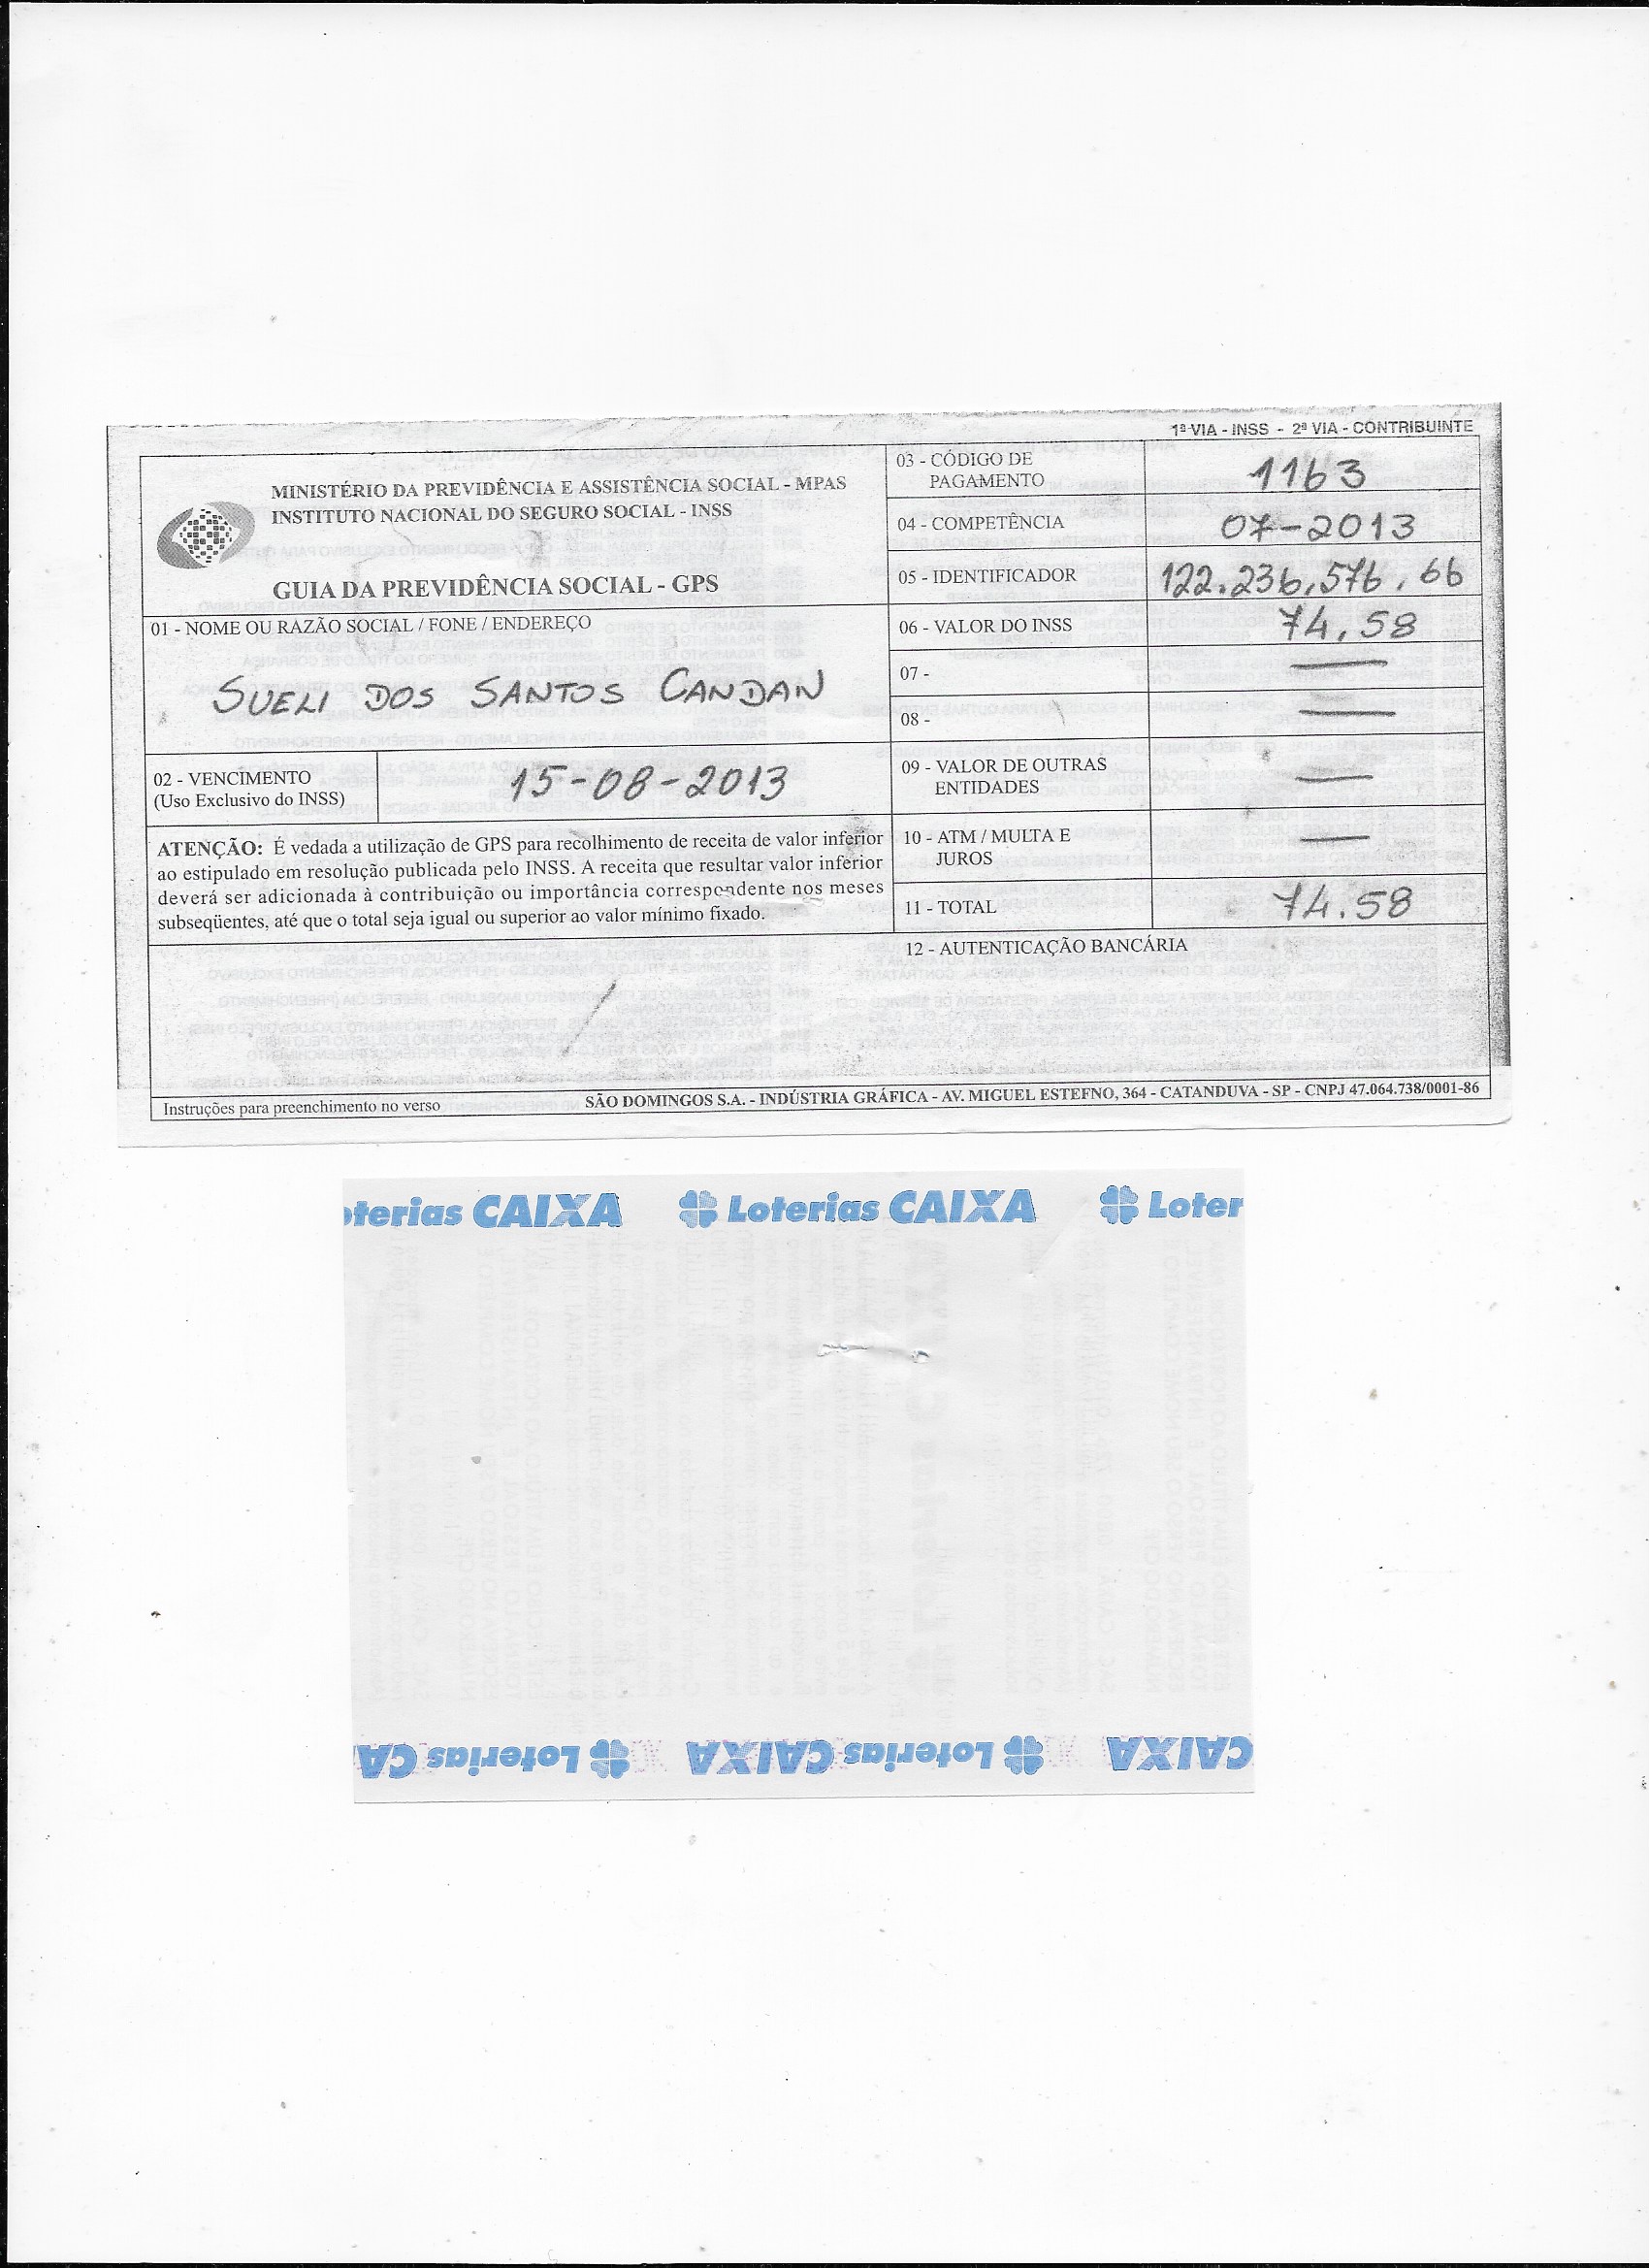 1ª VIA - INSS - 2ª VIA - CONTRIBUINTE
MINISTÉRIO DA PREVIDÊNCIA E ASSISTÊNCIA SOCIAL - MPAS
INSTITUTO NACIONAL DO SEGURO SOCIAL - INSS
GUIA DA PREVIDÊNCIA SOCIAL - GPS
01 - NOME OU RAZÃO SOCIAL / FONE / ENDEREÇO
SUELI DOS SANTOS CANDAN
02 - VENCIMENTO
(Uso Exclusivo do INSS)
15-08-2013
ATENÇÃO: É vedada a utilização de GPS para recolhimento de receita de valor inferior
ao estipulado em resolução publicada pelo INSS. A receita que resultar valor inferior
deverá ser adicionada à contribuição ou importância correspondente nos meses
subseqüentes, até que o total seja igual ou superior ao valor mínimo fixado.
03 - CÓDIGO DE
PAGAMENTO
1163
04 - COMPETÊNCIA
07-2013
05 - IDENTIFICADOR
122.236.576.66
06 - VALOR DO INSS
74,58
07 -
08 -
09 - VALOR DE OUTRAS
ENTIDADES
10 - ATM / MULTA E
JUROS
11 - TOTAL
74.58
12 - AUTENTICAÇÃO BANCÁRIA
Instruções para preenchimento no verso
SÃO DOMINGOS S.A. - INDÚSTRIA GRÁFICA - AV. MIGUEL ESTEFNO, 364 - CATANDUVA - SP - CNPJ 47.064.738/0001-86
oterias CAIXA Loterias CAIXA Loter
CAIXA Loterias CAIXA Loterias CA